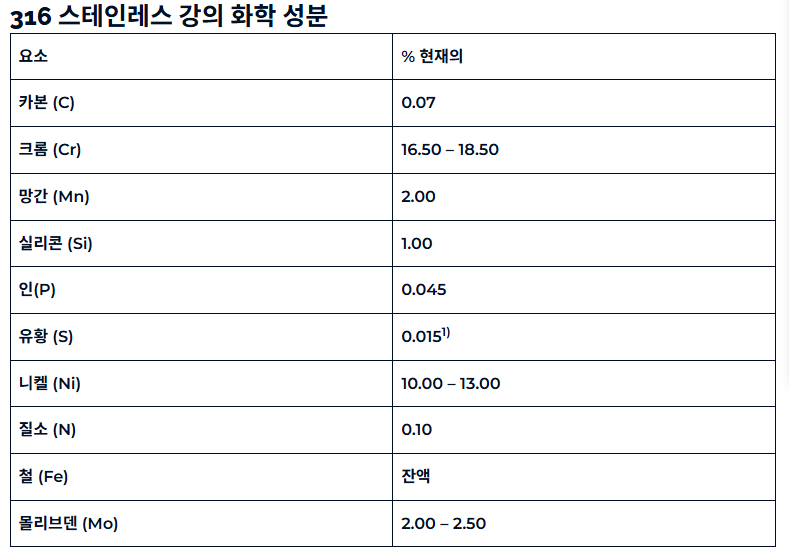 316 스테인레스 강의 화학 성분
요소 % 현재의
카본 (C) 0.07
크롬 (Cr) 16.50 – 18.50
망간 (Mn) 2.00
실리콘 (Si) 1.00
인(P) 0.045
유황 (S) 0.015¹⁾
니켈 (Ni) 10.00 – 13.00
질소 (N) 0.10
철 (Fe) 잔액
몰리브덴 (Mo) 2.00 – 2.50